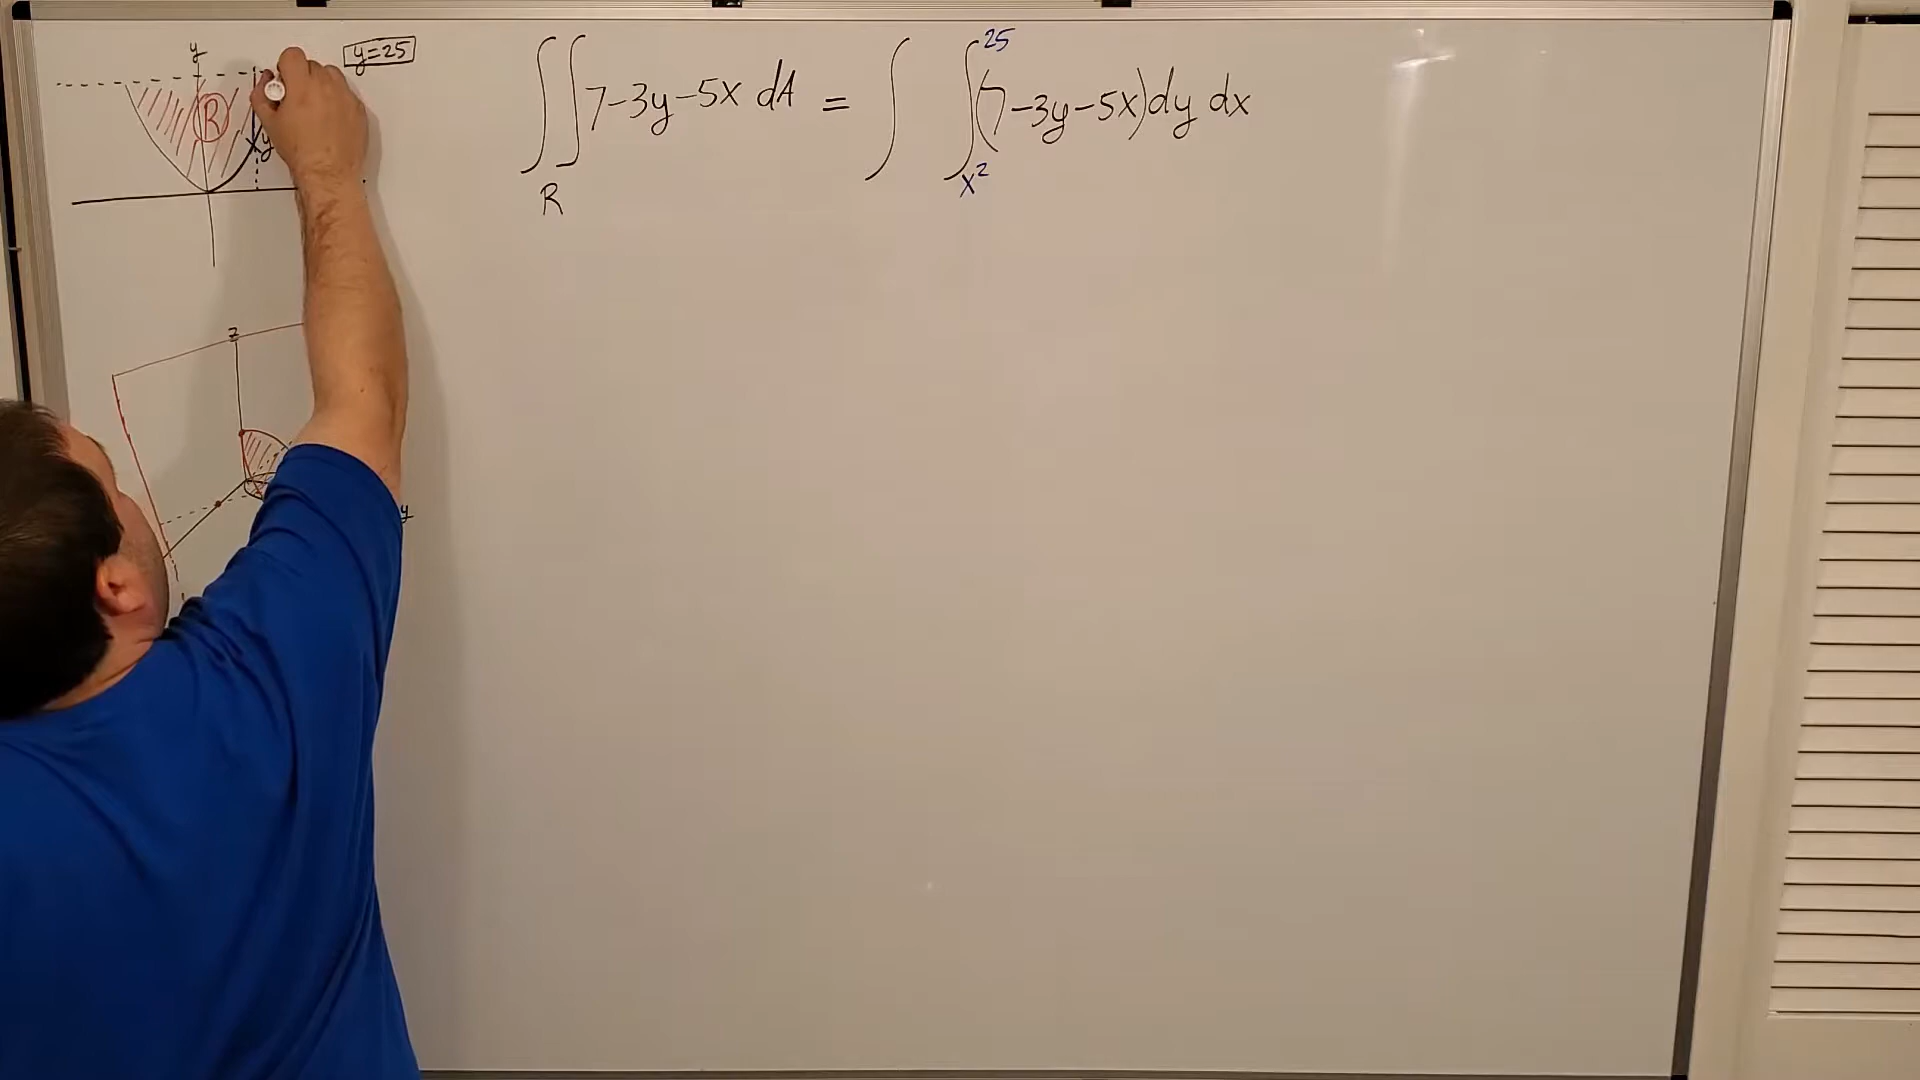 y
y=25
R
y
∬ 7-3y-5x dA = ∫ ∫ (7-3y-5x)dy dx
R
25
x²
z
y